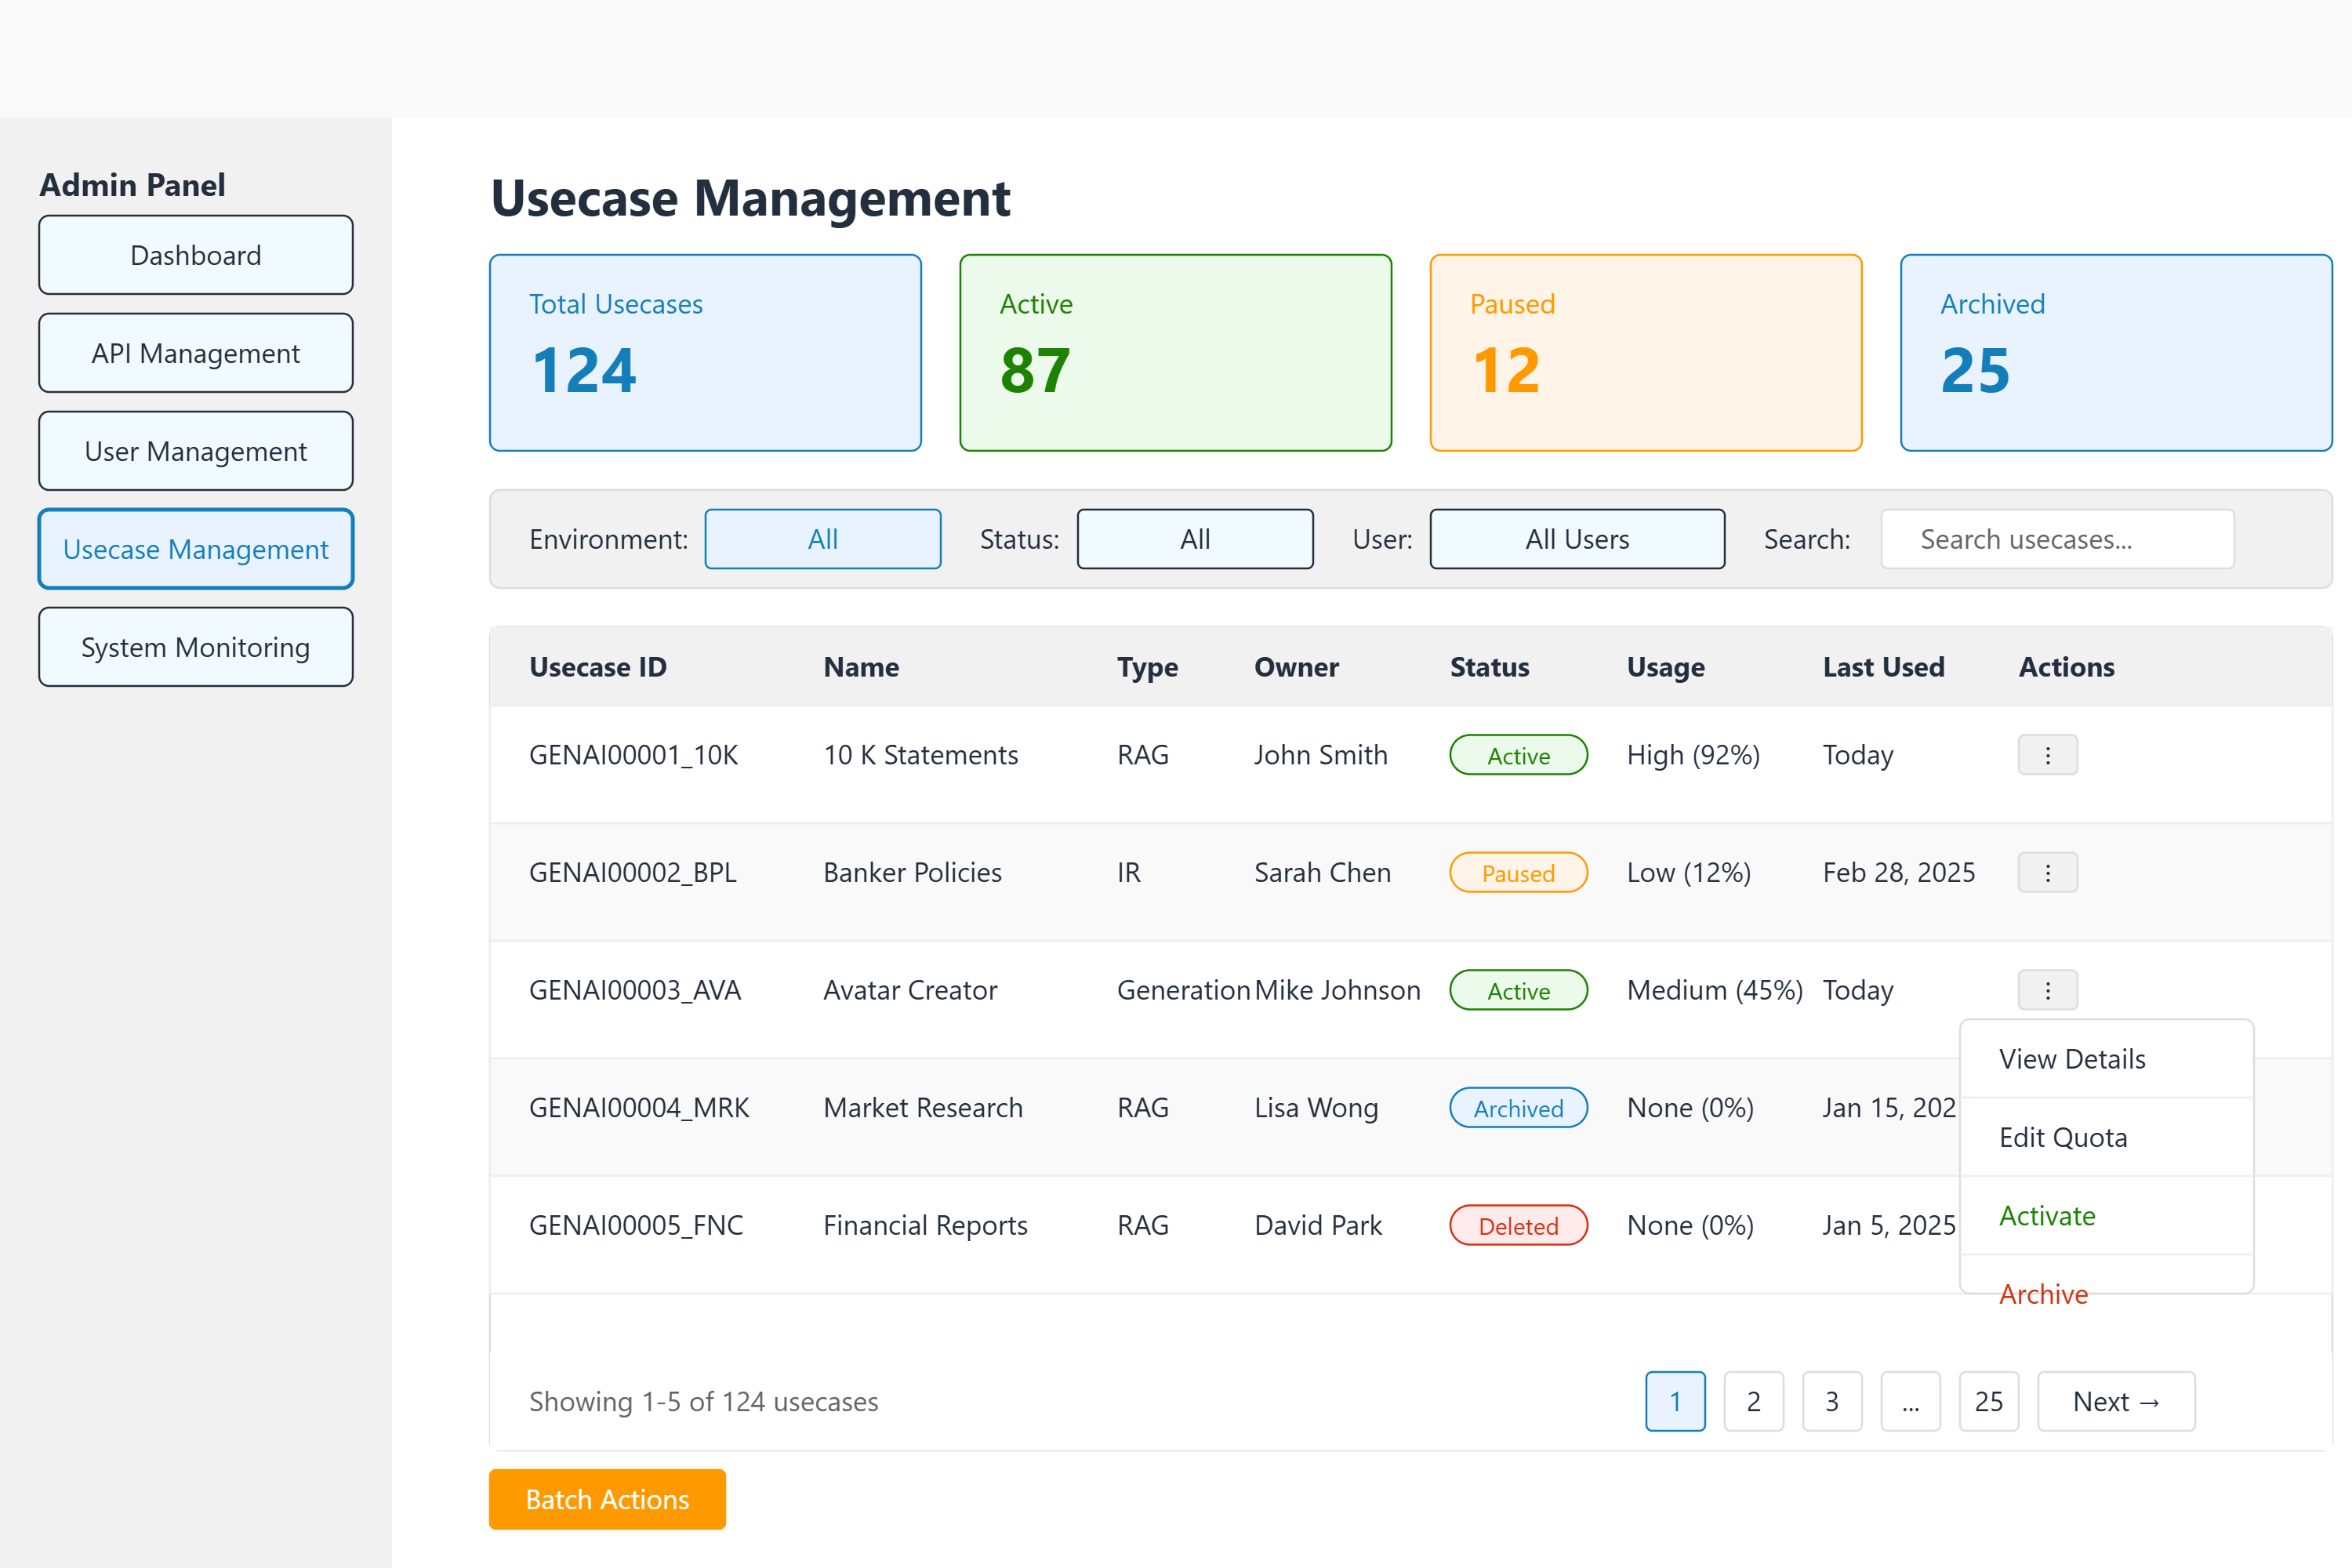 Admin Panel
Dashboard
API Management
User Management
Usecase Management
System Monitoring
Usecase Management
Total Usecases
124
Active
87
Paused
12
Archived
25
Environment: All Status: All User: All Users Search: Search usecases...
Usecase ID Name Type Owner Status Usage Last Used Actions
GENAI00001_10K 10 K Statements RAG John Smith Active High (92%) Today ⋮
GENAI00002_BPL Banker Policies IR Sarah Chen Paused Low (12%) Feb 28, 2025 ⋮
GENAI00003_AVA Avatar Creator Generation Mike Johnson Active Medium (45%) Today ⋮
GENAI00004_MRK Market Research RAG Lisa Wong Archived None (0%) Jan 15, 202
GENAI00005_FNC Financial Reports RAG David Park Deleted None (0%) Jan 5, 2025
View Details
Edit Quota
Activate
Archive
Showing 1-5 of 124 usecases 1 2 3 ... 25 Next →
Batch Actions